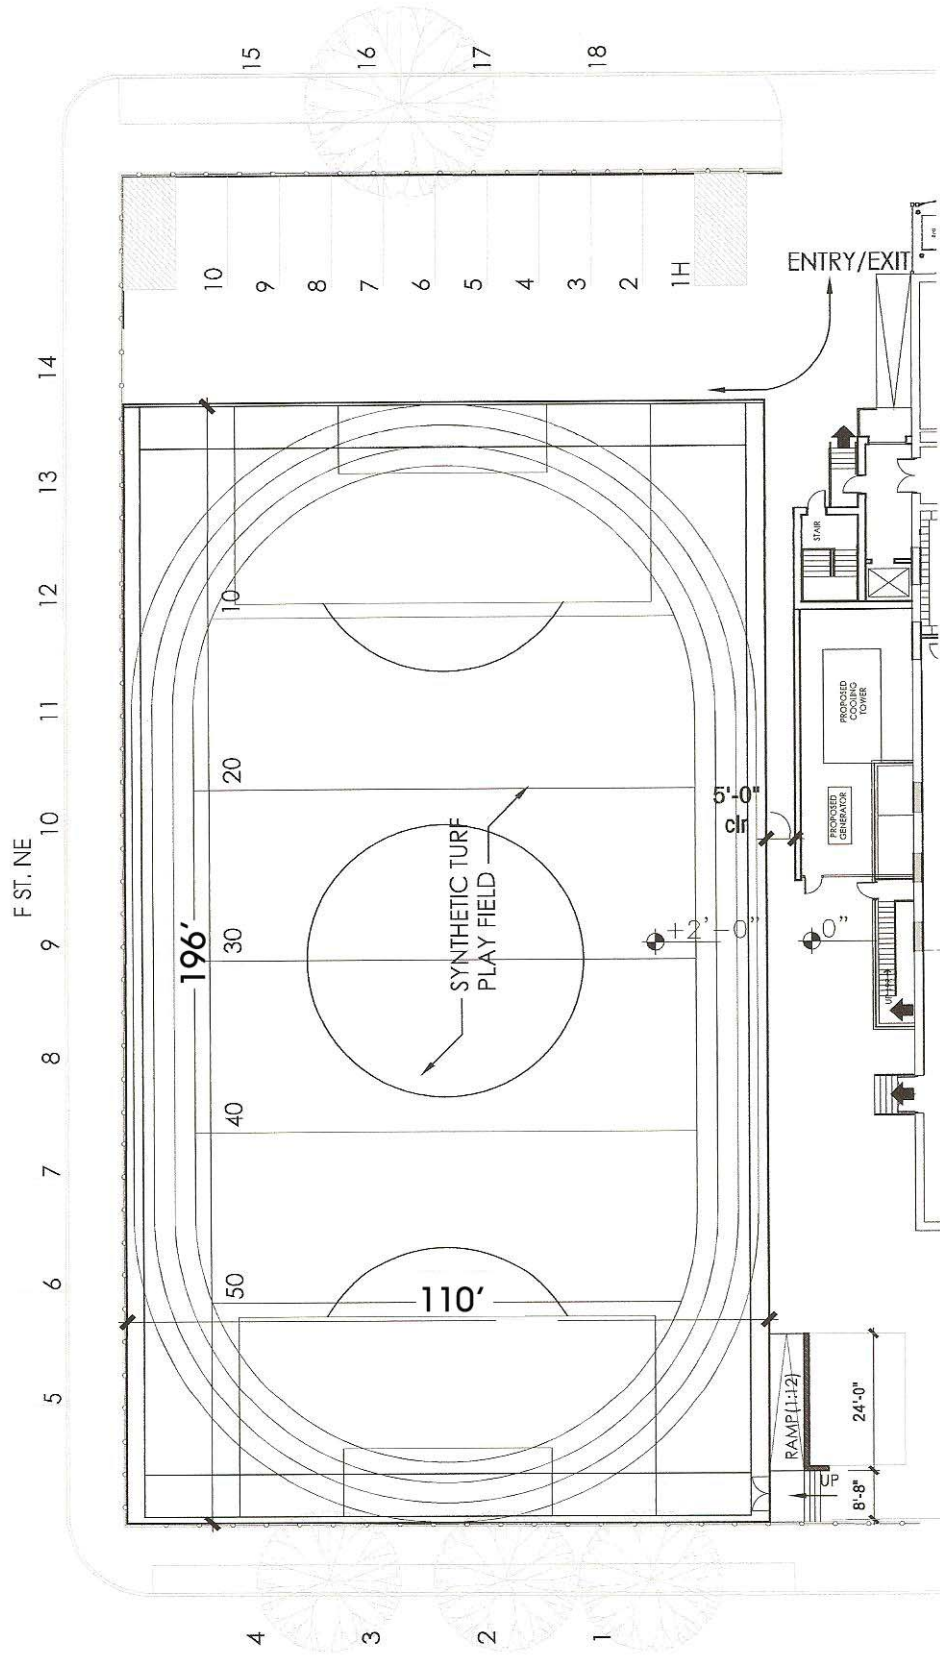 F ST. NE
5
6
7
8
9
10
11
12
13
14
15
16
17
18
4
3
2
1
10
9
8
7
6
5
4
3
2
1H
ENTRY/EXIT
196'
110'
50
40
30
20
10
SYNTHETIC TURF
PLAY FIELD
5'-0"
clr
+2'-0"
0"
STAIR
PROPOSED
COOLING
TOWER
PROPOSED
GENERATOR
UP
RAMP(1:12)
UP
24'-0"
8'-8"